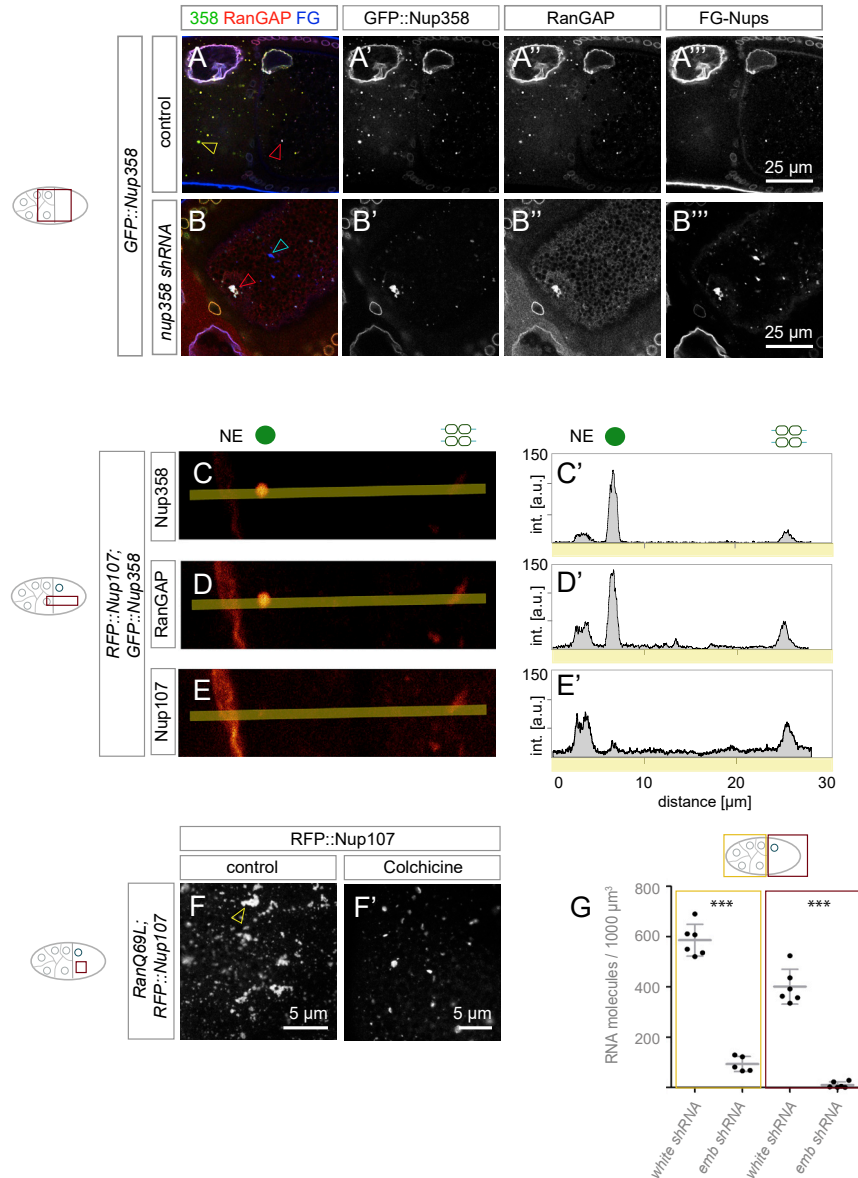 358 RanGAP FG
GFP::Nup358
RanGAP
FG-Nups
GFP::Nup358
control
A
A'
A''
A'''
25 µm
nup358 shRNA
B
B'
B''
B'''
25 µm
NE
NE
RFP::Nup107;
GFP::Nup358
Nup358
C
C'
150
int. [a.u.]
RanGAP
D
D'
150
int. [a.u.]
Nup107
E
E'
150
int. [a.u.]
0 10 20 30
distance [µm]
RFP::Nup107
control
Colchicine
RanQ69L;
RFP::Nup107
F
5 µm
F'
5 µm
G
RNA molecules / 1000 µm³
800
600
400
200
***
***
white shRNA
emb shRNA
white shRNA
emb shRNA